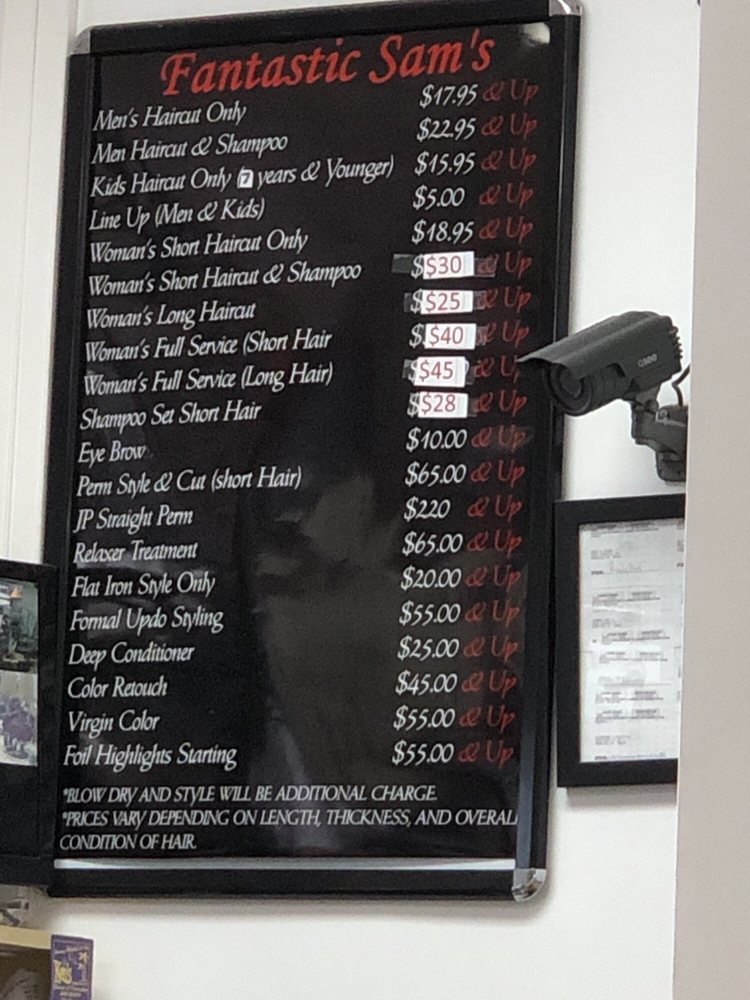 Fantastic Sam's
Men's Haircut Only $17.95 & Up
Men Haircut & Shampoo $22.95 & Up
Kids Haircut Only (7 years & Younger) $15.95 & Up
Line Up (Men & Kids) $5.00 & Up
Woman's Short Haircut Only $18.95 & Up
Woman's Short Haircut & Shampoo $$30 & Up
Woman's Long Haircut $$25 & Up
Woman's Full Service (Short Hair $$40 & Up
Woman's Full Service (Long Hair) $$45 & Up
Shampoo Set Short Hair $$28 & Up
Eye Brow $10.00 & Up
Perm Style & Cut (short Hair) $65.00 & Up
JP Straight Perm $220 & Up
Relaxer Treatment $65.00 & Up
Flat Iron Style Only $20.00 & Up
Formal Updo Styling $55.00 & Up
Deep Conditioner $25.00 & Up
Color Retouch $45.00 & Up
Virgin Color $55.00 & Up
Foil Highlights Starting $55.00 & Up
*BLOW DRY AND STYLE WILL BE ADDITIONAL CHARGE.
*PRICES VARY DEPENDING ON LENGTH, THICKNESS, AND OVERALL
CONDITION OF HAIR.